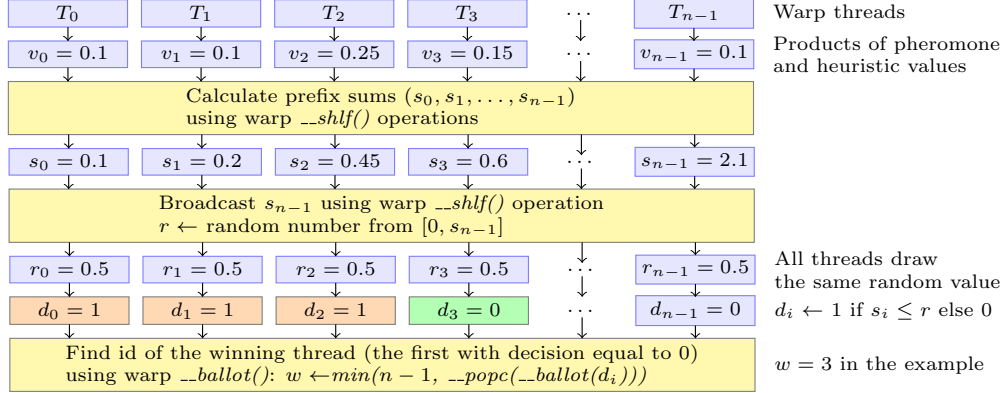 T₀ T₁ T₂ T₃ ⋯ Tₙ₋₁ Warp threads
v₀ = 0.1 v₁ = 0.1 v₂ = 0.25 v₃ = 0.15 ⋯ vₙ₋₁ = 0.1 Products of pheromone
and heuristic values
Calculate prefix sums (s₀, s₁, . . . , sₙ₋₁)
using warp __shlf() operations
s₀ = 0.1 s₁ = 0.2 s₂ = 0.45 s₃ = 0.6 ⋯ sₙ₋₁ = 2.1
Broadcast sₙ₋₁ using warp __shlf() operation
r ← random number from [0, sₙ₋₁]
r₀ = 0.5 r₁ = 0.5 r₂ = 0.5 r₃ = 0.5 ⋯ rₙ₋₁ = 0.5 All threads draw
the same random value
d₀ = 1 d₁ = 1 d₂ = 1 d₃ = 0 ⋯ dₙ₋₁ = 0 dᵢ ← 1 if sᵢ ≤ r else 0
Find id of the winning thread (the first with decision equal to 0)
using warp __ballot(): w ←min(n − 1, __popc(__ballot(dᵢ)))
w = 3 in the example